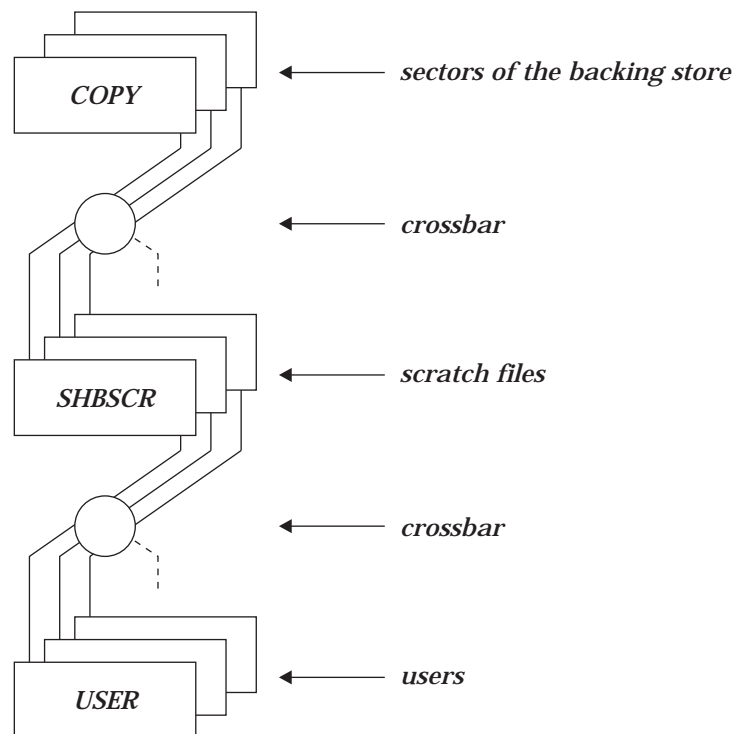 COPY
sectors of the backing store
crossbar
SHBSCR
scratch files
crossbar
USER
users